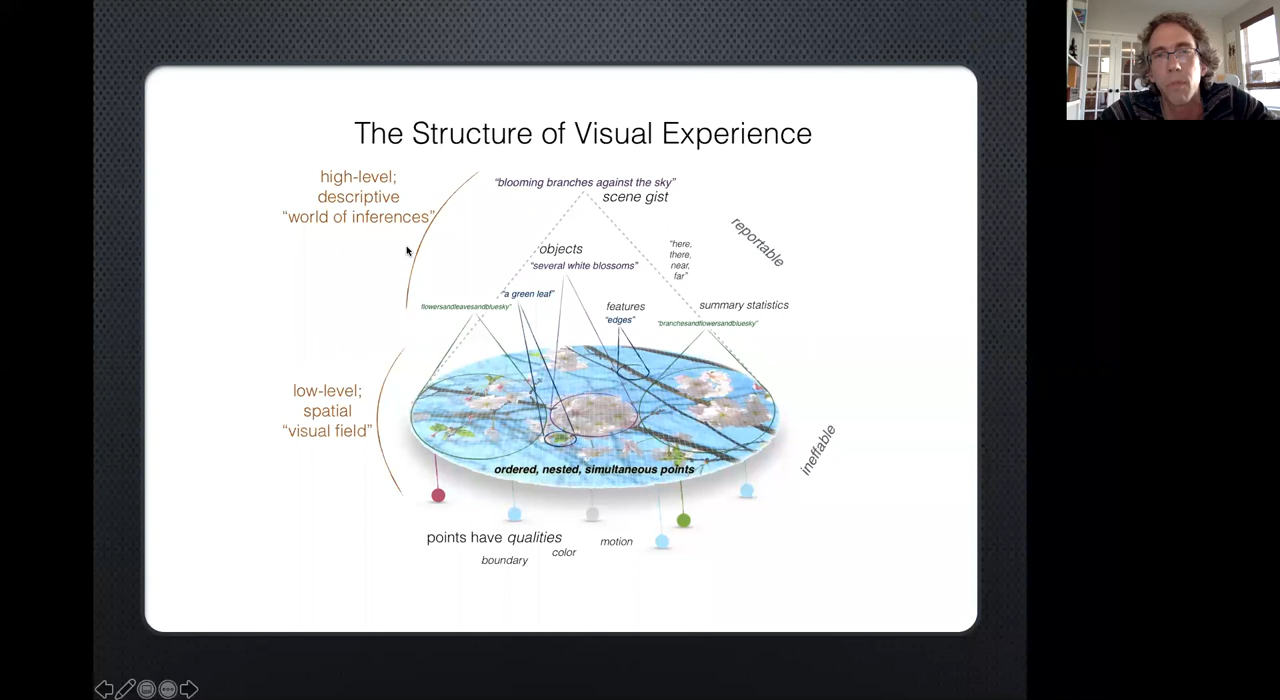 The Structure of Visual Experience
high-level;
descriptive
“world of inferences”
“blooming branches against the sky”
scene gist
reportable
objects
“several white blossoms”
“here,
there,
near,
far”
“a green leaf”
flowersandleavesandbluesky”
features
“edges”
summary statistics
“branchesandflowersandbluesky”
low-level;
spatial
“visual field”
ineffable
ordered, nested, simultaneous points
points have qualities
boundary
color
motion